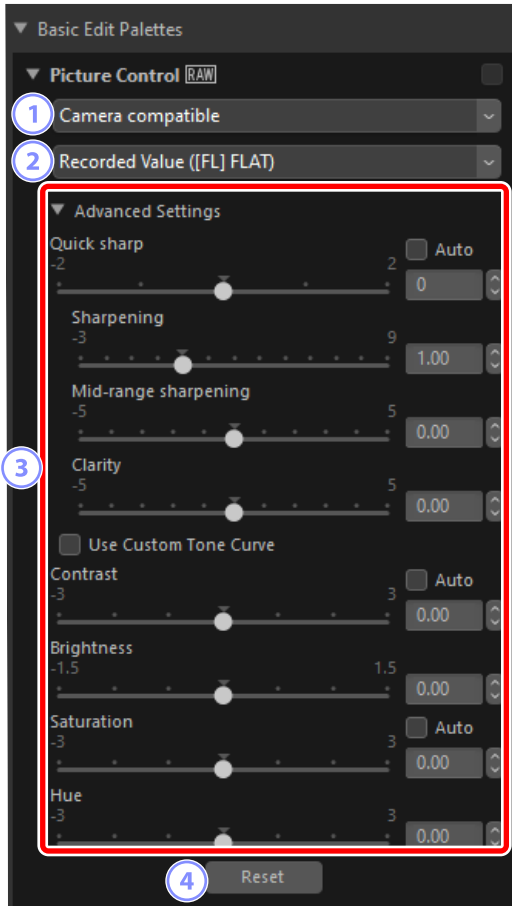 Basic Edit Palettes
Picture Control RAW
1 Camera compatible
2 Recorded Value ([FL] FLAT)
Advanced Settings
Quick sharp
Auto
-2 2
0
Sharpening
-3 9
1.00
Mid-range sharpening
-5 5
0.00
3
Clarity
-5 5
0.00
Use Custom Tone Curve
Contrast
Auto
-3 3
0.00
Brightness
-1.5 1.5
0.00
Saturation
Auto
-3 3
0.00
Hue
-3 3
0.00
4 Reset